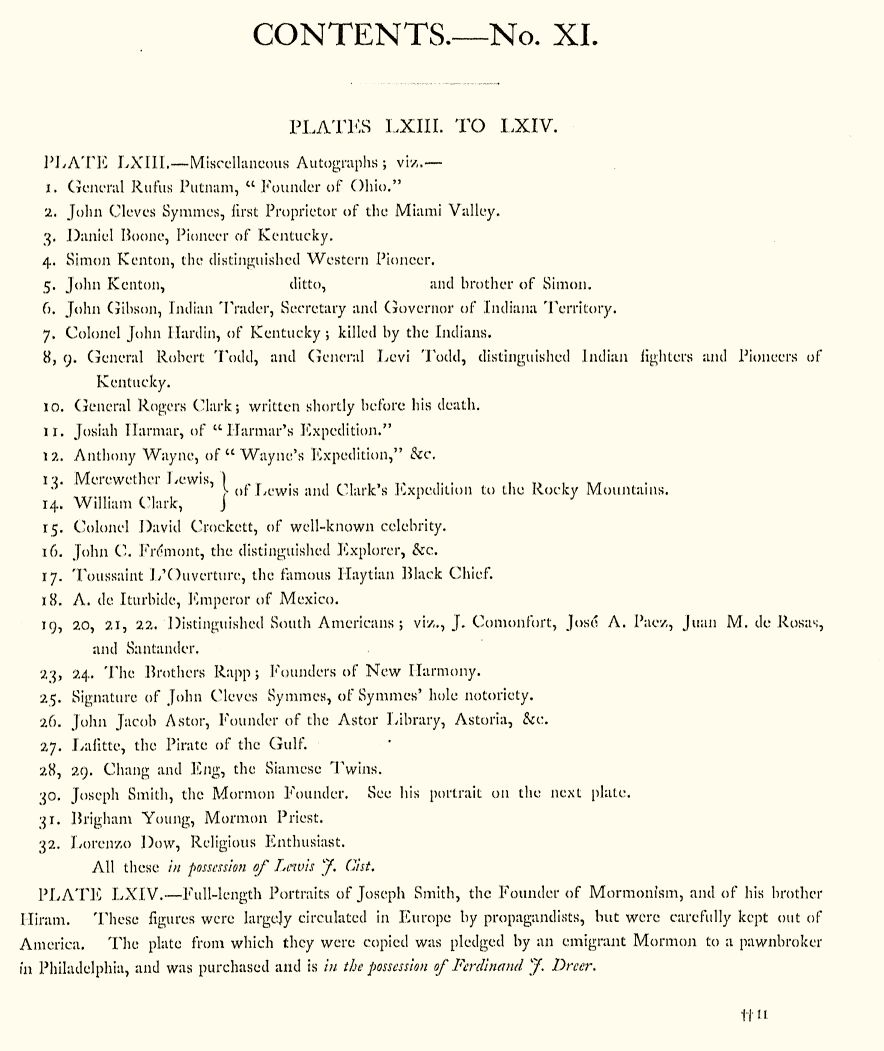 CONTENTS.—No. XI.
PLATES LXIII. TO LXIV.
PLATE LXIII.—Miscellaneous Autographs; viz.—
1. General Rufus Putnam, “ Founder of Ohio.”
2. John Cleves Symmes, first Proprietor of the Miami Valley.
3. Daniel Boone, Pioneer of Kentucky.
4. Simon Kenton, the distinguished Western Pioneer.
5. John Kenton, ditto, and brother of Simon.
6. John Gibson, Indian Trader, Secretary and Governor of Indiana Territory.
7. Colonel John Hardin, of Kentucky; killed by the Indians.
8, 9. General Robert Todd, and General Levi Todd, distinguished Indian fighters and Pioneers of
Kentucky.
10. General Rogers Clark; written shortly before his death.
11. Josiah Harmar, of “ Harmar’s Expedition.”
12. Anthony Wayne, of “ Wayne’s Expedition,” &c.
13. Merewether Lewis,
14. William Clark,
} of Lewis and Clark’s Expedition to the Rocky Mountains.
15. Colonel David Crockett, of well-known celebrity.
16. John C. Frémont, the distinguished Explorer, &c.
17. Toussaint L’Ouverture, the famous Haytian Black Chief.
18. A. de Iturbide, Emperor of Mexico.
19, 20, 21, 22. Distinguished South Americans; viz., J. Comonfort, José A. Paez, Juan M. de Rosas,
and Santander.
23, 24. The Brothers Rapp; Founders of New Harmony.
25. Signature of John Cleves Symmes, of Symmes’ hole notoriety.
26. John Jacob Astor, Founder of the Astor Library, Astoria, &c.
27. Lafitte, the Pirate of the Gulf.
28, 29. Chang and Eng, the Siamese Twins.
30. Joseph Smith, the Mormon Founder. See his portrait on the next plate.
31. Brigham Young, Mormon Priest.
32. Lorenzo Dow, Religious Enthusiast.
All these in possession of Lewis J. Cist.
PLATE LXIV.—Full-length Portraits of Joseph Smith, the Founder of Mormonism, and of his brother
Hiram. These figures were largely circulated in Europe by propagandists, but were carefully kept out of
America. The plate from which they were copied was pledged by an emigrant Mormon to a pawnbroker
in Philadelphia, and was purchased and is in the possession of Ferdinand J. Dreer.
†† 11